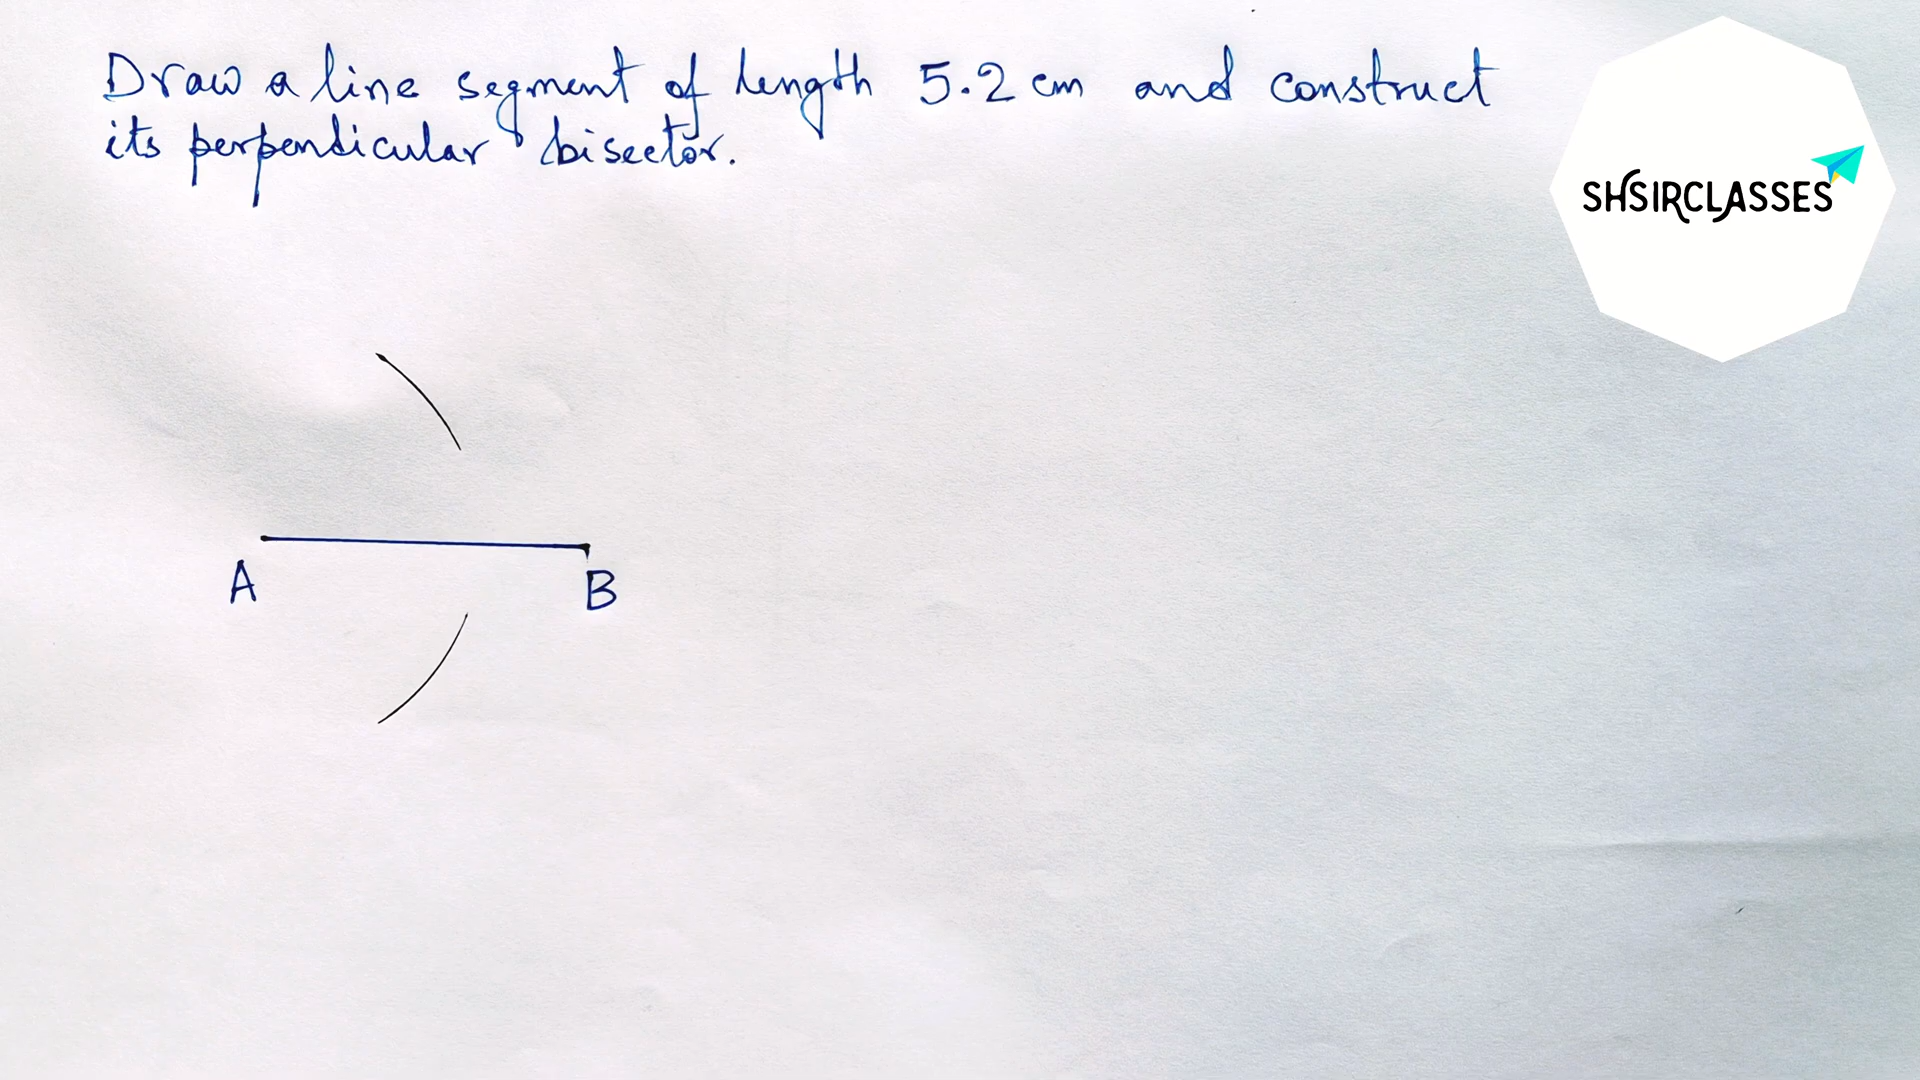 Draw a line segment of length 5.2 cm and construct
its perpendicular bisector.
SHSIRCLASSES
A
B